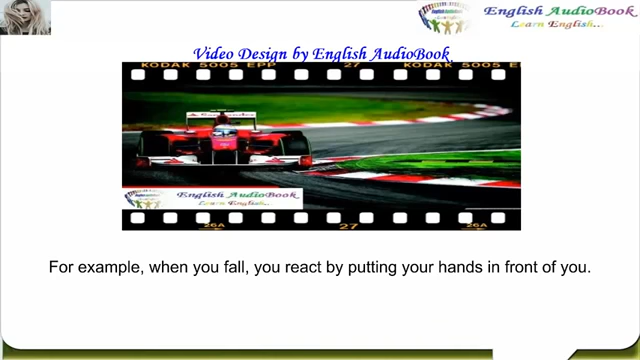 English AudioBook
Learn English...
Video Design by English AudioBook
KODAK 5005 EPP 27 KODAK 5005 E
Santander
English AudioBook
Learn English...
26A 27 26A
For example, when you fall, you react by putting your hands in front of you.